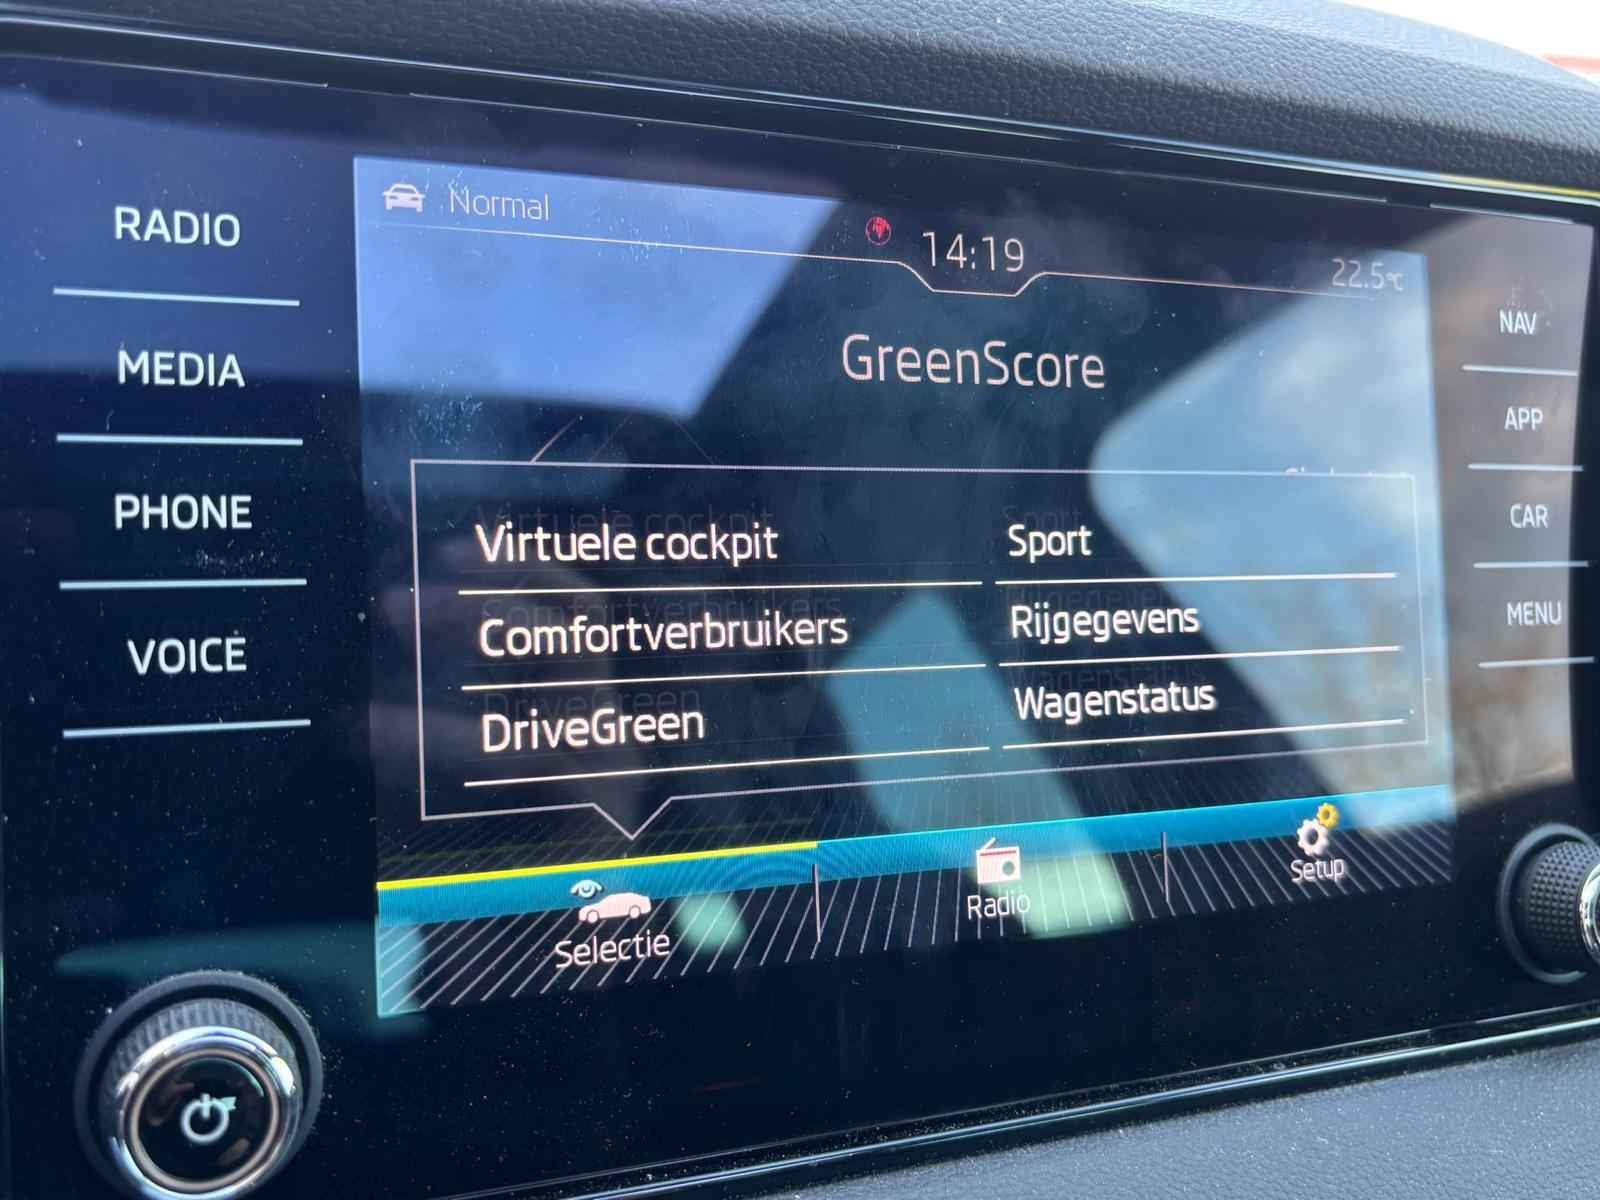 RADIO
MEDIA
PHONE
VOICE
Normal
14:19
22.5°C
GreenScore
Virtuele cockpit
Sport
Comfortverbruikers
Rijgegevens
DriveGreen
Wagenstatus
Selectie
Radio
Setup
NAV
APP
CAR
MENU